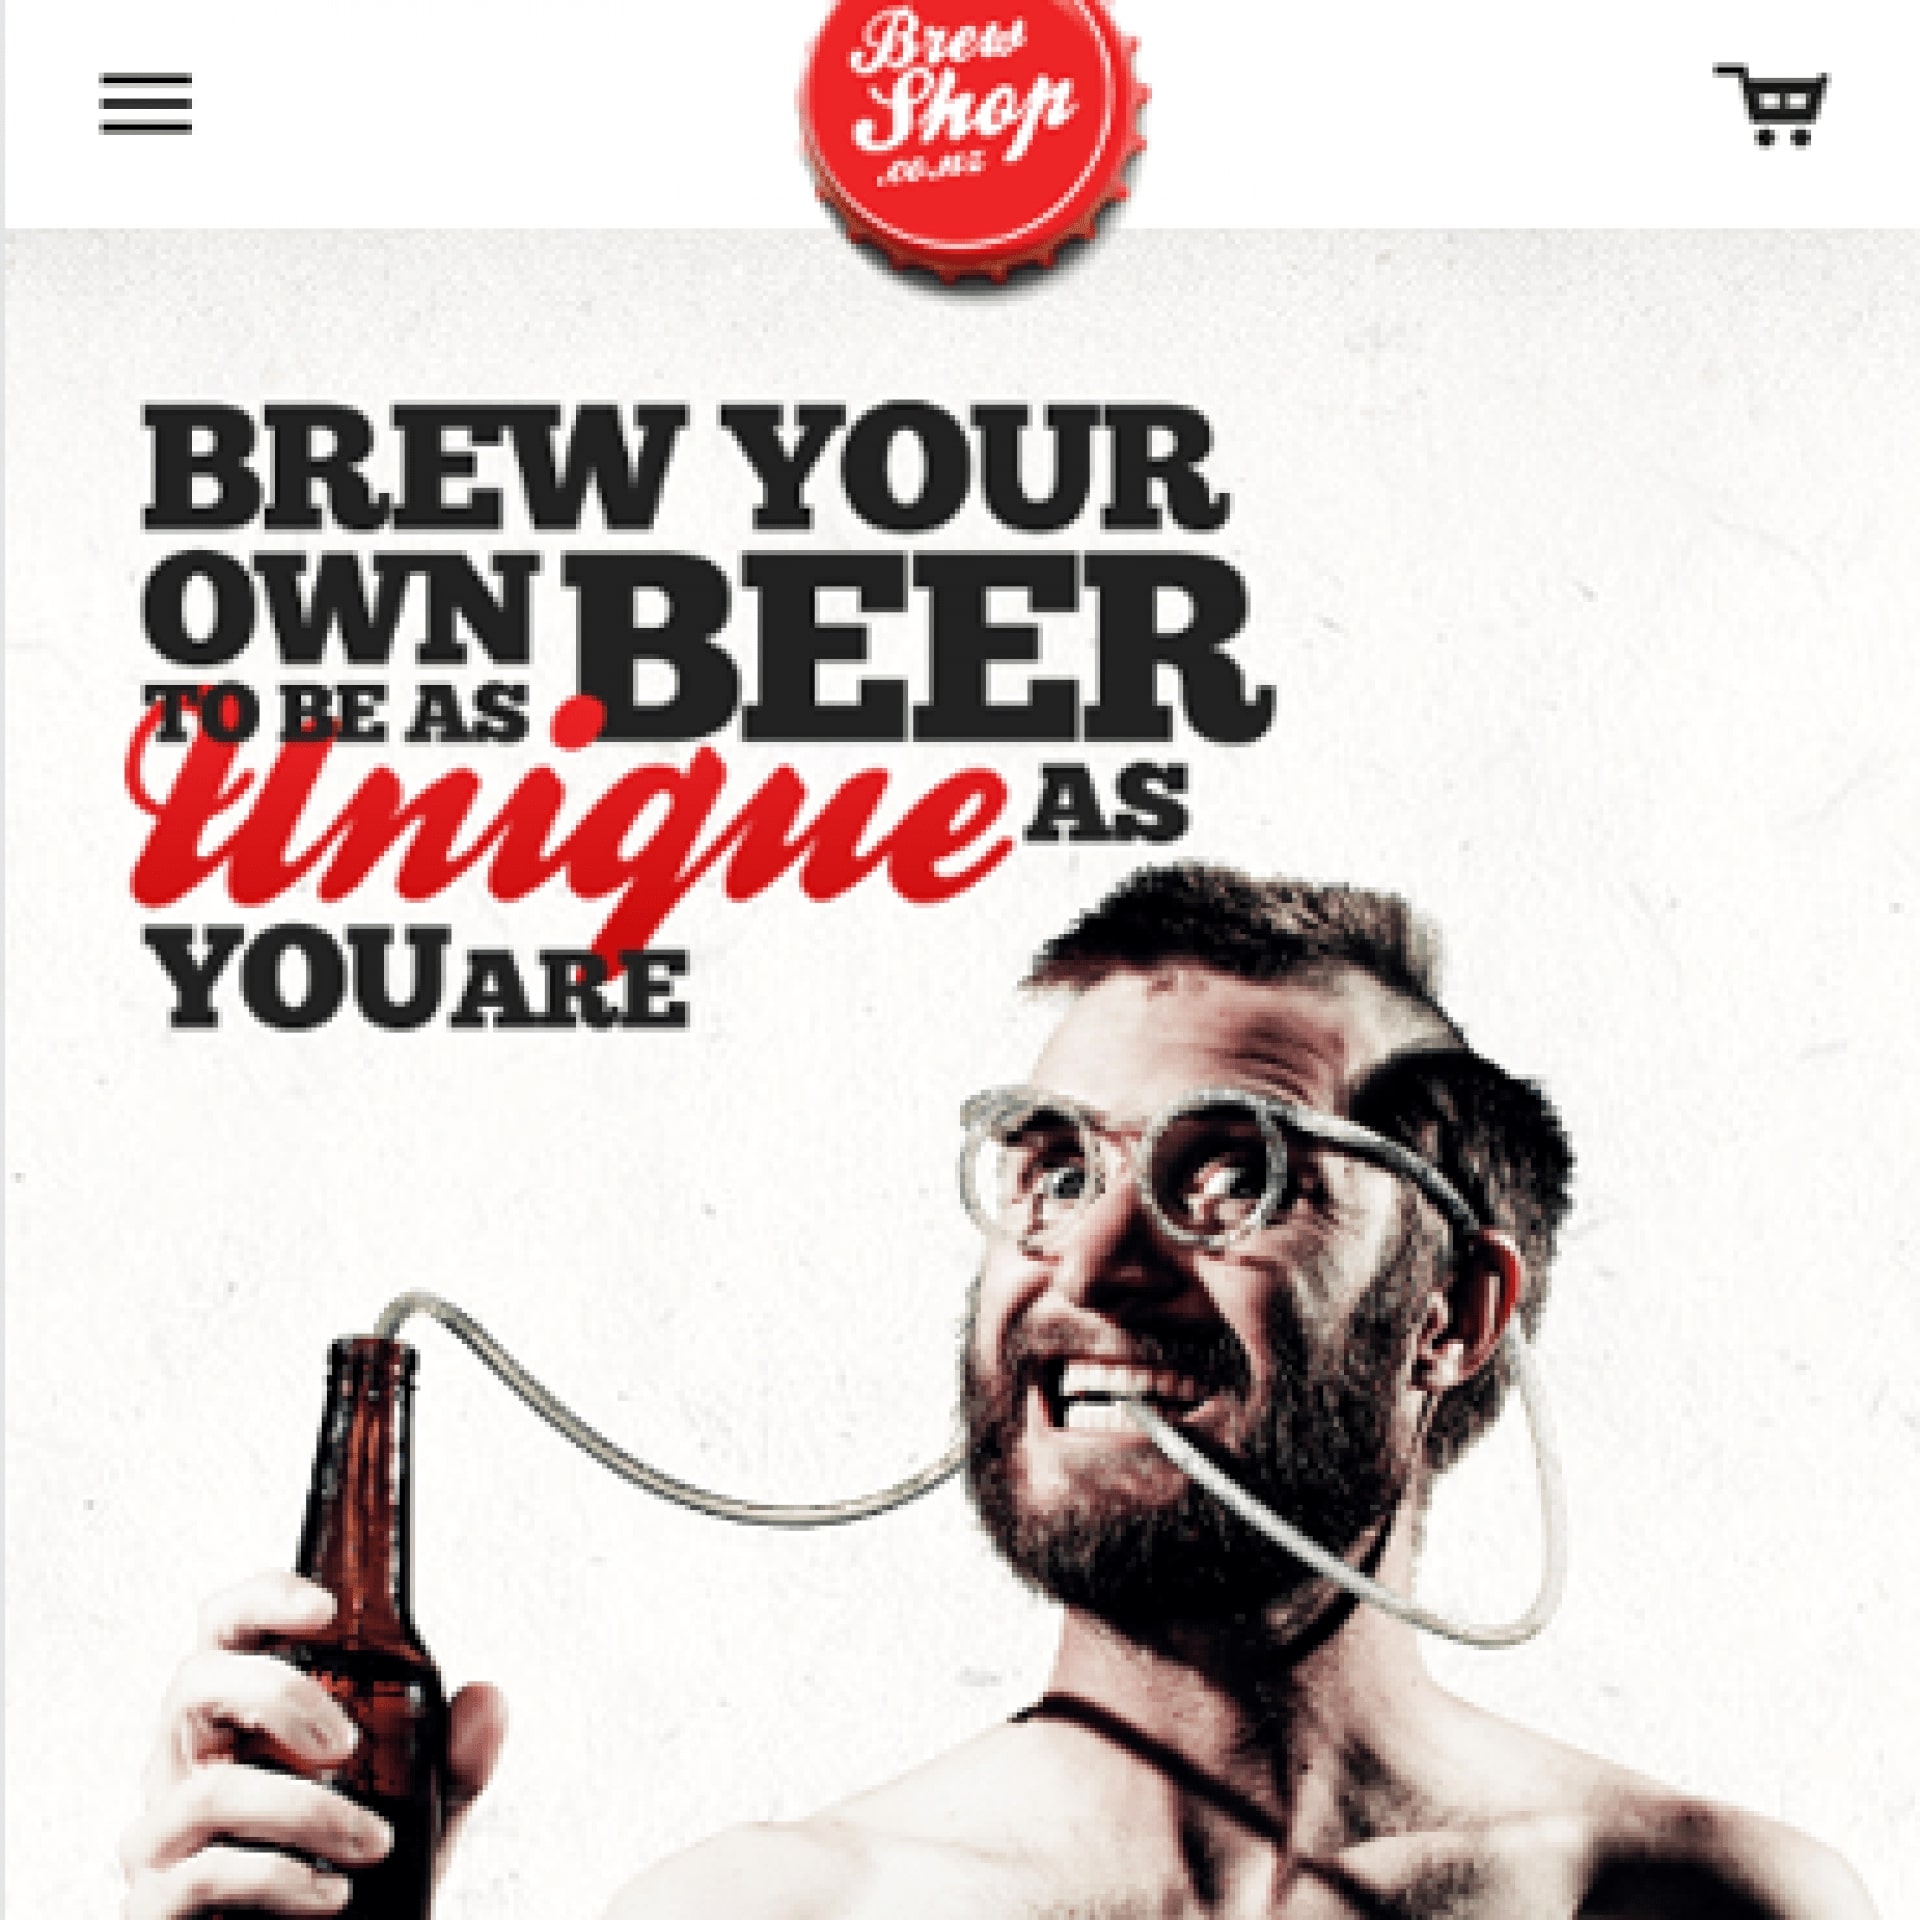 Brew
Shop
.co.nz
BREW YOUR
OWN BEER
TO BE AS
Unique AS
YOU ARE